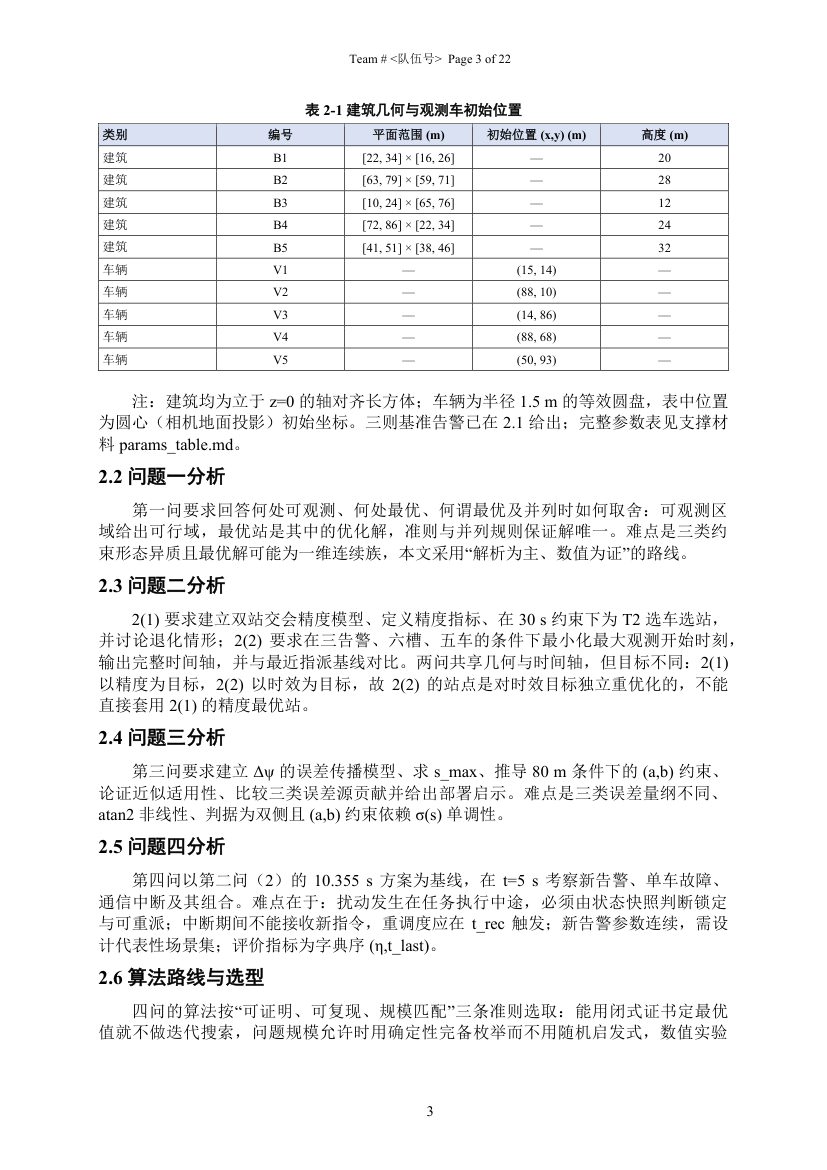 Team # <队伍号> Page 3 of 22
表 2-1 建筑几何与观测车初始位置
类别 编号 平面范围 (m) 初始位置 (x,y) (m) 高度 (m)
建筑 B1 [22, 34] × [16, 26] — 20
建筑 B2 [63, 79] × [59, 71] — 28
建筑 B3 [10, 24] × [65, 76] — 12
建筑 B4 [72, 86] × [22, 34] — 24
建筑 B5 [41, 51] × [38, 46] — 32
车辆 V1 — (15, 14) —
车辆 V2 — (88, 10) —
车辆 V3 — (14, 86) —
车辆 V4 — (88, 68) —
车辆 V5 — (50, 93) —
注：建筑均为立于 z=0 的轴对齐长方体；车辆为半径 1.5 m 的等效圆盘，表中位置
为圆心（相机地面投影）初始坐标。三则基准告警已在 2.1 给出；完整参数表见支撑材
料 params_table.md。
2.2 问题一分析
第一问要求回答何处可观测、何处最优、何谓最优及并列时如何取舍：可观测区
域给出可行域，最优站是其中的优化解，准则与并列规则保证解唯一。难点是三类约
束形态异质且最优解可能为一维连续族，本文采用“解析为主、数值为证”的路线。
2.3 问题二分析
2(1) 要求建立双站交会精度模型、定义精度指标、在 30 s 约束下为 T2 选车选站，
并讨论退化情形；2(2) 要求在三告警、六槽、五车的条件下最小化最大观测开始时刻，
输出完整时间轴，并与最近指派基线对比。两问共享几何与时间轴，但目标不同：2(1)
以精度为目标，2(2) 以时效为目标，故 2(2) 的站点是对时效目标独立重优化的，不能
直接套用 2(1) 的精度最优站。
2.4 问题三分析
第三问要求建立 Δψ 的误差传播模型、求 s_max、推导 80 m 条件下的 (a,b) 约束、
论证近似适用性、比较三类误差源贡献并给出部署启示。难点是三类误差量纲不同、
atan2 非线性、判据为双侧且 (a,b) 约束依赖 σ(s) 单调性。
2.5 问题四分析
第四问以第二问（2）的 10.355 s 方案为基线，在 t=5 s 考察新告警、单车故障、
通信中断及其组合。难点在于：扰动发生在任务执行中途，必须由状态快照判断锁定
与可重派；中断期间不能接收新指令，重调度应在 t_rec 触发；新告警参数连续，需设
计代表性场景集；评价指标为字典序 (η,t_last)。
2.6 算法路线与选型
四问的算法按“可证明、可复现、规模匹配”三条准则选取：能用闭式证书定最优
值就不做迭代搜索，问题规模允许时用确定性完备枚举而不用随机启发式，数值实验
3